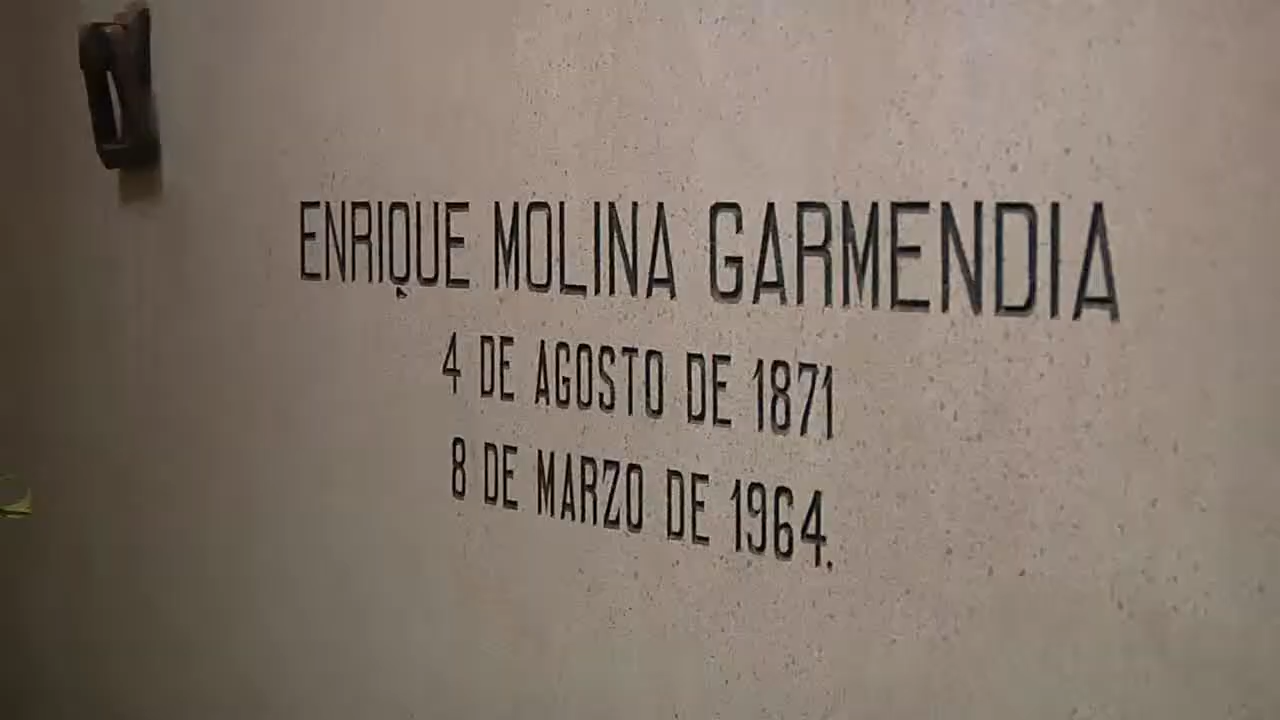 ENRIQUE MOLINA GARMENDIA
4 DE AGOSTO DE 1871
8 DE MARZO DE 1964.